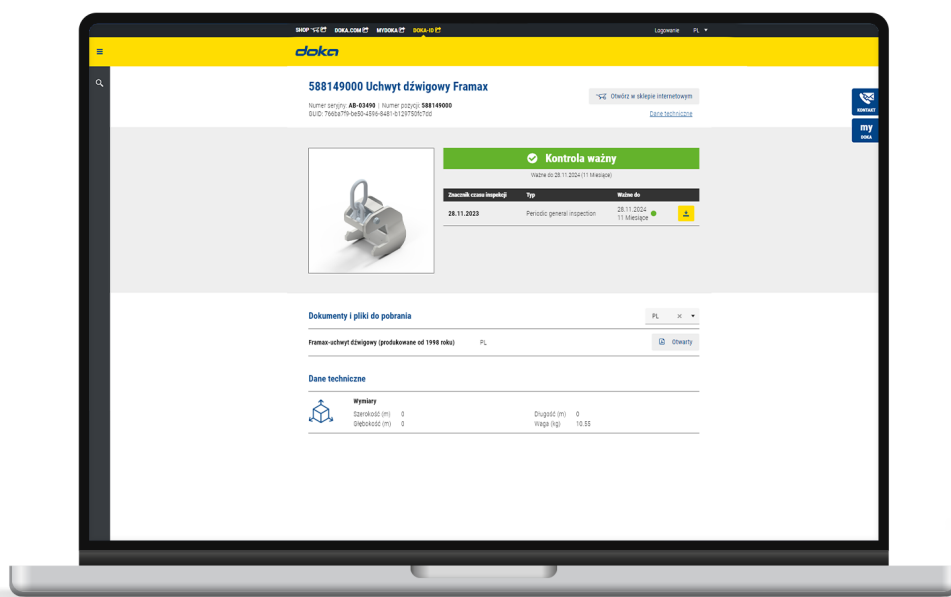 SHOP DOKA.COM MYDOKA DOKA-ID Logowanie PL
doka
588149000 Uchwyt dźwigowy Framax
Numer seryjny: AB-03490 | Numer pozycji: 588149000
Otwórz w sklepie internetowym
Dane techniczne
KONTAKT
my
DOKA
Kontrola ważny
Ważne do 28.11.2024 (11 Miesiące)
Znacznik czasu inspekcji Typ Ważne do
28.11.2023 Periodic general inspection 28.11.2024
11 Miesiące
Dokumenty i pliki do pobrania PL
Framax-uchwyt dźwigowy (produkowane od 1998 roku) PL Otwarty
Dane techniczne
Wymiary
Szerokość (m) 0 Długość (m) 0
Głębokość (m) 0 Waga (kg) 10.55